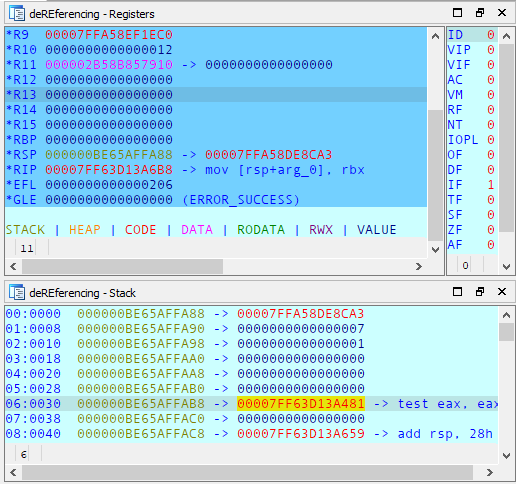 deREferencing - Registers
*R9 00007FFA58EF1EC0
*R10 0000000000000012
*R11 000002B58B857910 -> 0000000000000000
*R12 0000000000000000
*R13 0000000000000000
*R14 0000000000000000
*R15 0000000000000000
*RBP 0000000000000000
*RSP 000000BE65AFFA88 -> 00007FFA58DE8CA3
*RIP 00007FF63D13A6B8 -> mov [rsp+arg_0], rbx
*EFL 0000000000000206
*GLE 0000000000000000 (ERROR_SUCCESS)
STACK | HEAP | CODE | DATA | RODATA | RWX | VALUE
11
ID 0
VIP 0
VIF 0
AC 0
VM 0
RF 0
NT 0
IOPL 0
OF 0
DF 0
IF 1
TF 0
SF 0
ZF 0
AF 0
0
deREferencing - Stack
00:0000 000000BE65AFFA88 -> 00007FFA58DE8CA3
01:0008 000000BE65AFFA90 -> 0000000000000007
02:0010 000000BE65AFFA98 -> 0000000000000001
03:0018 000000BE65AFFAA0 -> 0000000000000000
04:0020 000000BE65AFFAA8 -> 0000000000000000
05:0028 000000BE65AFFAB0 -> 0000000000000000
06:0030 000000BE65AFFAB8 -> 00007FF63D13A481 -> test eax, eax
07:0038 000000BE65AFFAC0 -> 0000000000000000
08:0040 000000BE65AFFAC8 -> 00007FF63D13A659 -> add rsp, 28h
6